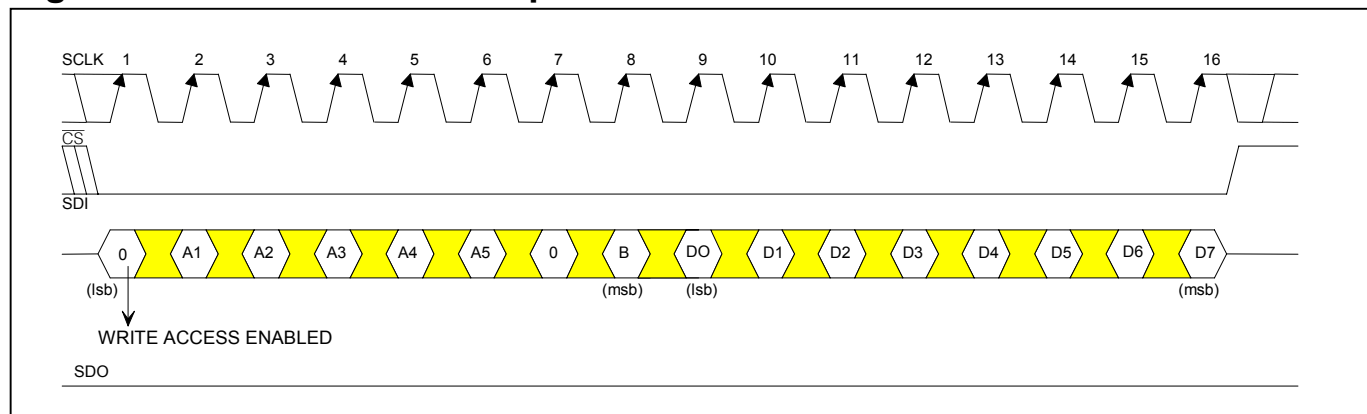 SCLK 1 2 3 4 5 6 7 8 9 10 11 12 13 14 15 16
CS
SDI
0 A1 A2 A3 A4 A5 0 B DO D1 D2 D3 D4 D5 D6 D7
(lsb) (msb) (lsb) (msb)
WRITE ACCESS ENABLED
SDO